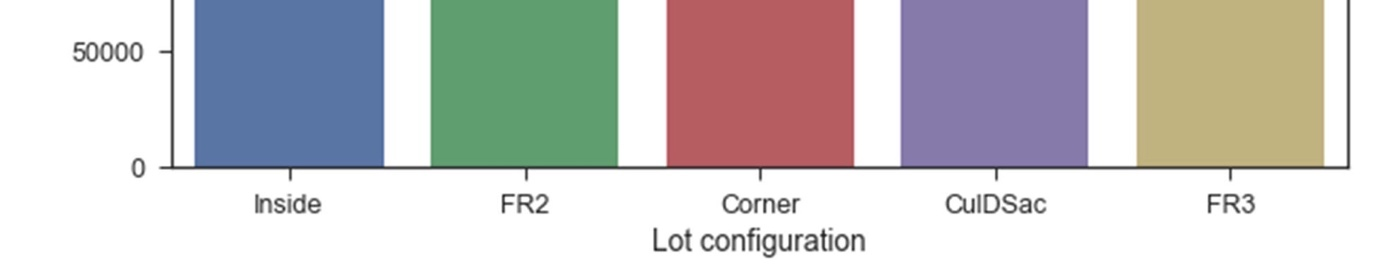 50000
0
Inside FR2 Corner CulDSac FR3
Lot configuration